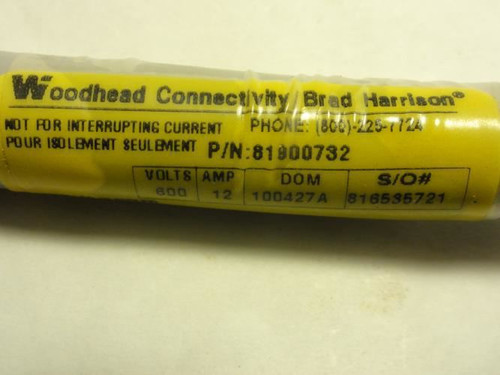 Woodhead Connectivity Brad Harrison®
NOT FOR INTERRUPTING CURRENT PHONE: (800)-225-7724
POUR ISOLEMENT SEULEMENT P/N:81800732
VOLTS AMP DOM S/O#
600 12 100427A 816535721